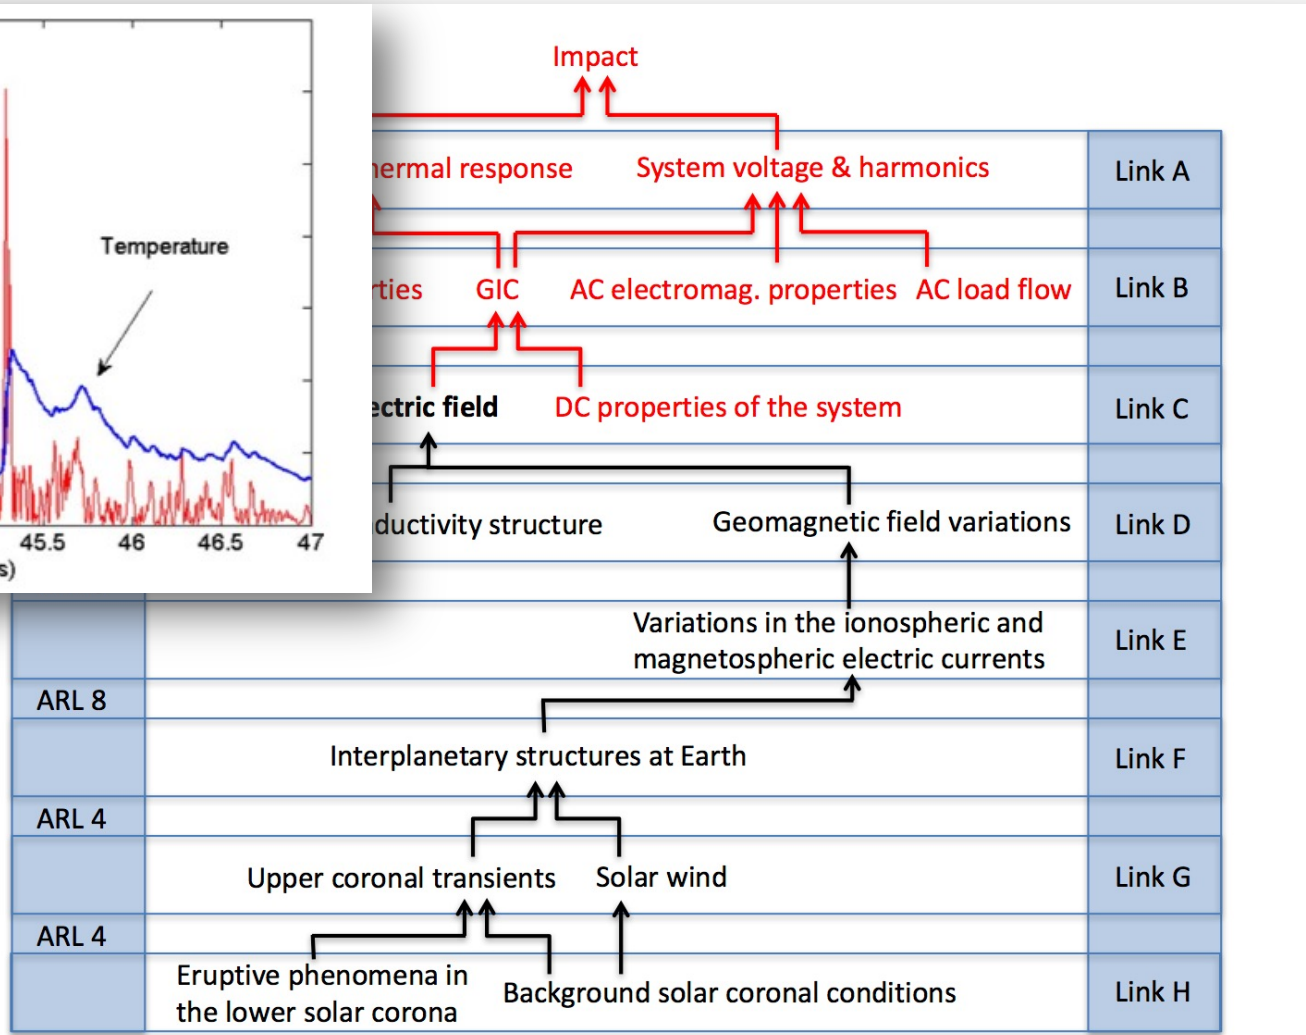 Impact
hermal response
System voltage & harmonics
Link A
Temperature
rties
GIC
AC electromag. properties
AC load flow
Link B
ectric field
DC properties of the system
Link C
ductivity structure
Geomagnetic field variations
Link D
45.5 46 46.5 47
s)
Variations in the ionospheric and
magnetospheric electric currents
Link E
ARL 8
Interplanetary structures at Earth
Link F
ARL 4
Upper coronal transients
Solar wind
Link G
ARL 4
Eruptive phenomena in
the lower solar corona
Background solar coronal conditions
Link H